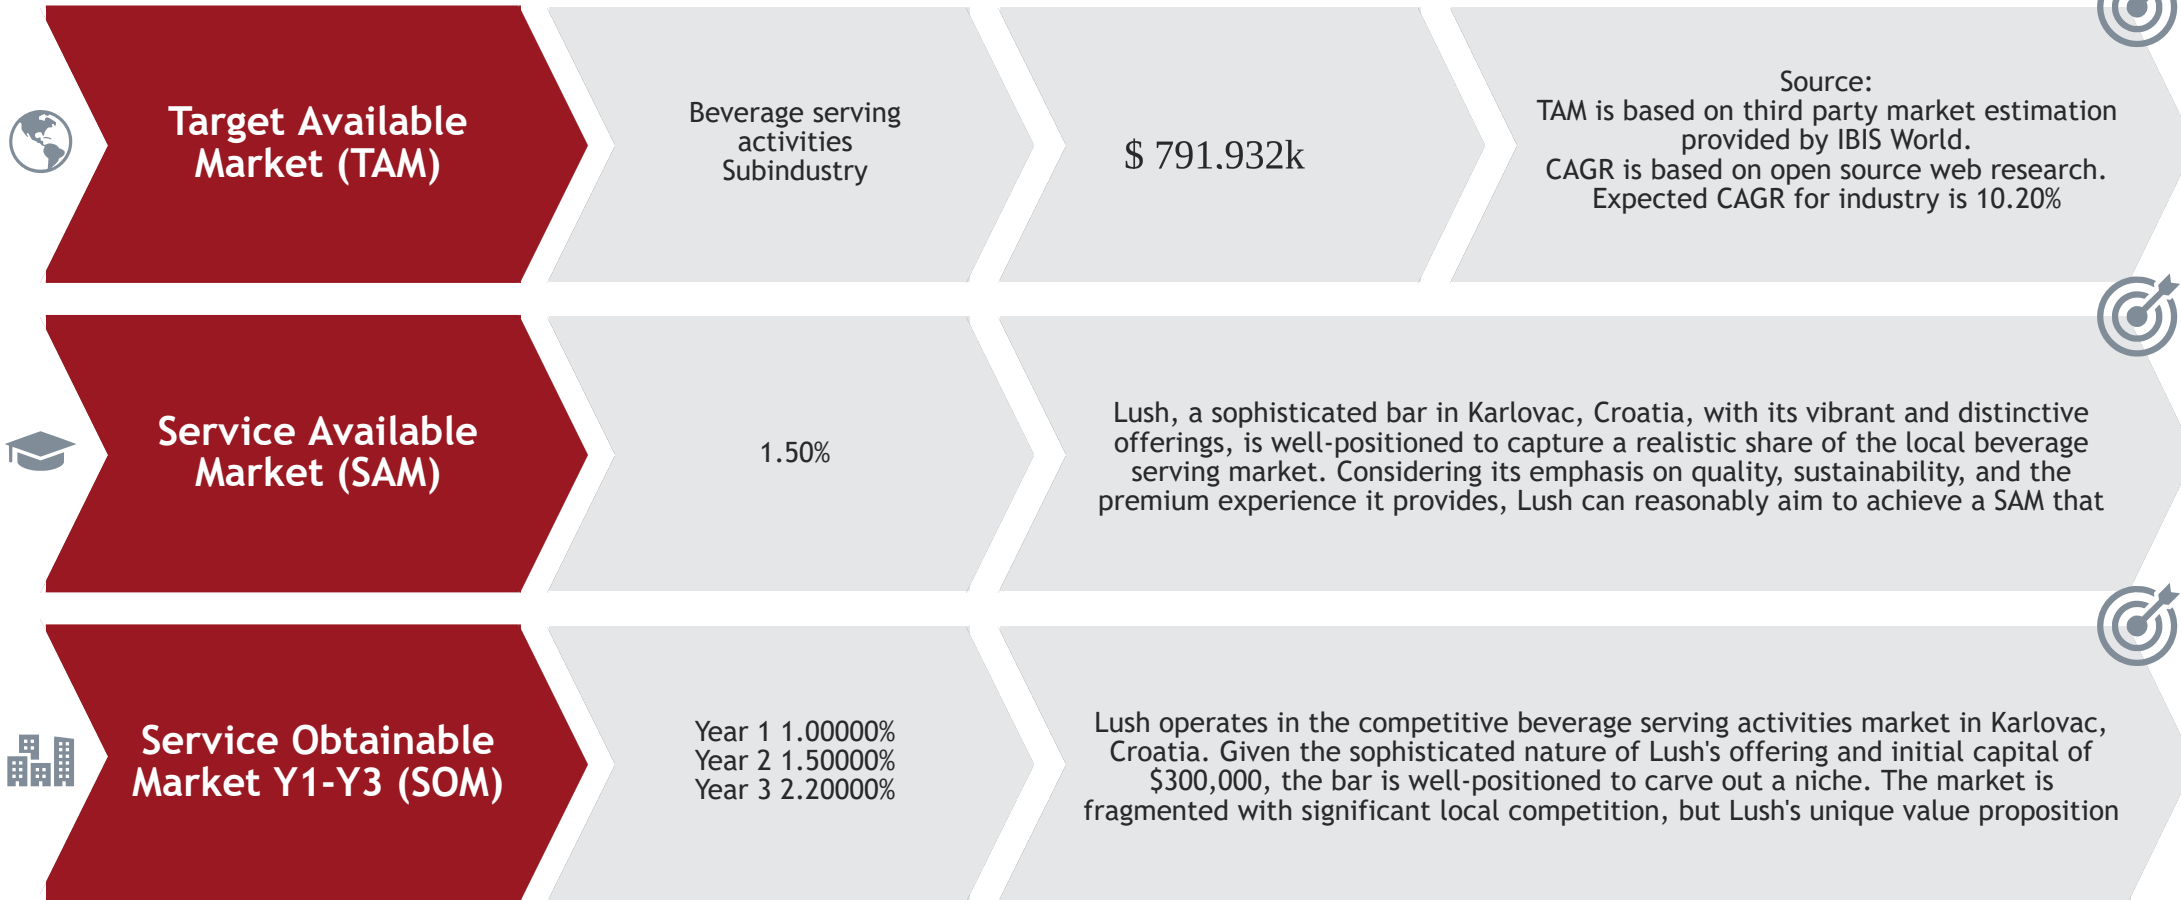 Target Available
Market (TAM)
Beverage serving
activities
Subindustry
$ 791.932k
Source:
TAM is based on third party market estimation
provided by IBIS World.
CAGR is based on open source web research.
Expected CAGR for industry is 10.20%
Service Available
Market (SAM)
1.50%
Lush, a sophisticated bar in Karlovac, Croatia, with its vibrant and distinctive
offerings, is well-positioned to capture a realistic share of the local beverage
serving market. Considering its emphasis on quality, sustainability, and the
premium experience it provides, Lush can reasonably aim to achieve a SAM that
Service Obtainable
Market Y1-Y3 (SOM)
Year 1 1.00000%
Year 2 1.50000%
Year 3 2.20000%
Lush operates in the competitive beverage serving activities market in Karlovac,
Croatia. Given the sophisticated nature of Lush's offering and initial capital of
$300,000, the bar is well-positioned to carve out a niche. The market is
fragmented with significant local competition, but Lush's unique value proposition